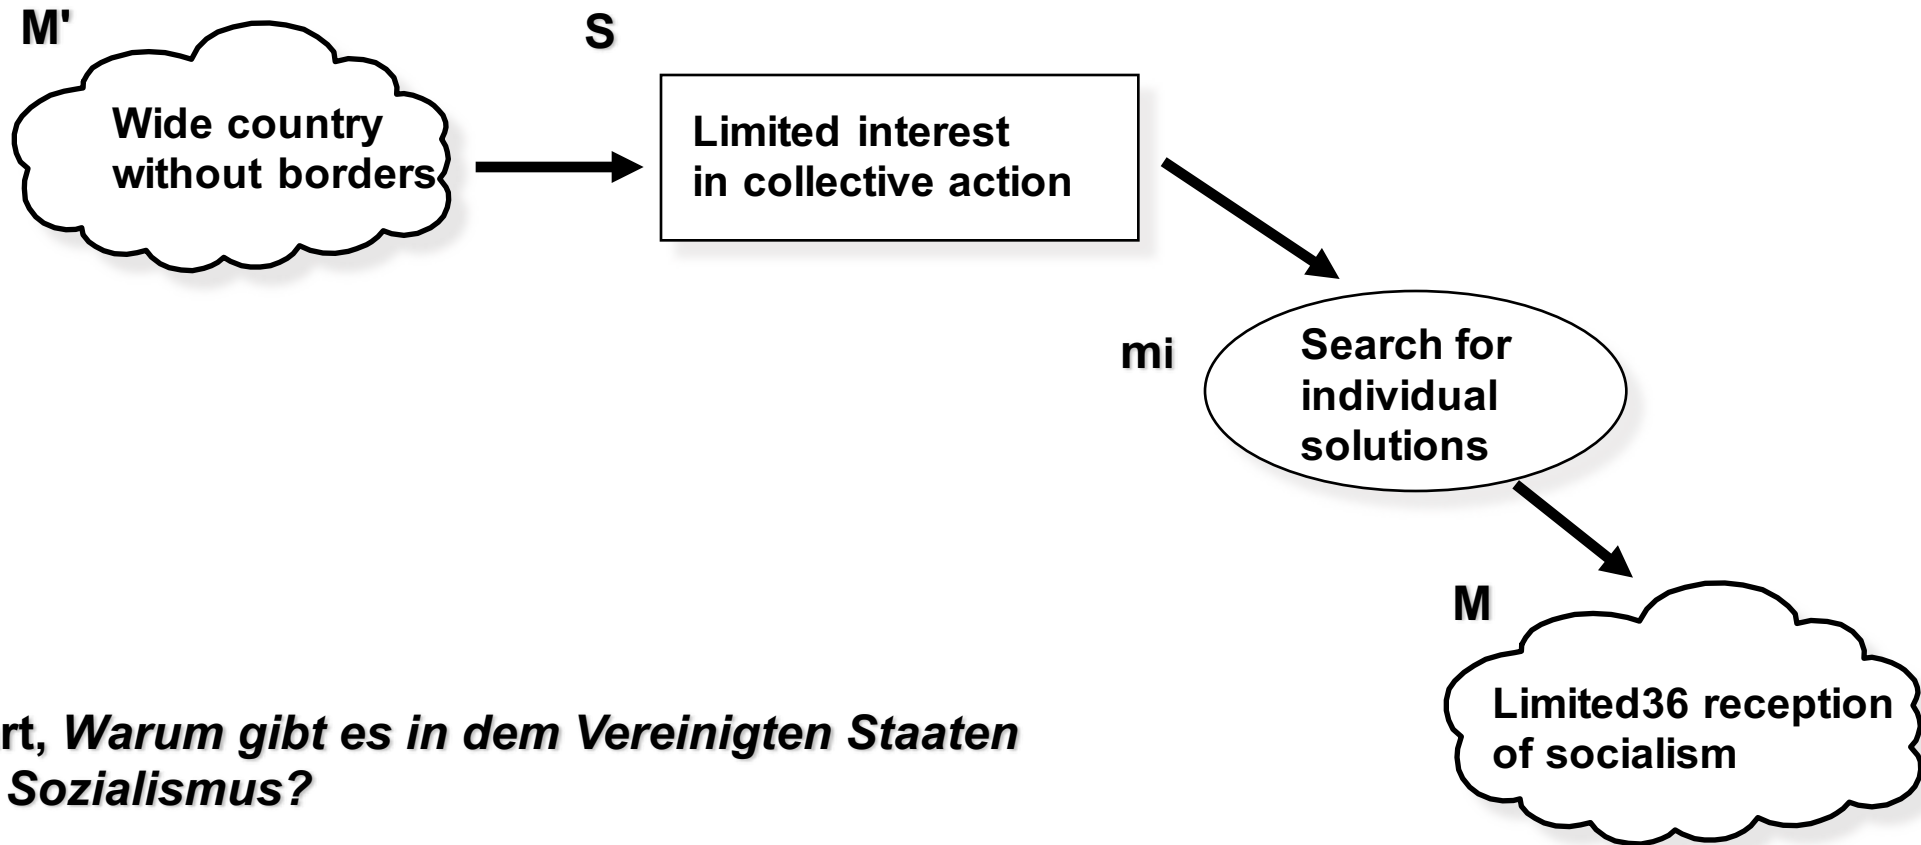 M'
S
Wide country
without borders
Limited interest
in collective action
mi
Search for
individual
solutions
M
Limited36 reception
of socialism
rt, Warum gibt es in dem Vereinigten Staaten
Sozialismus?